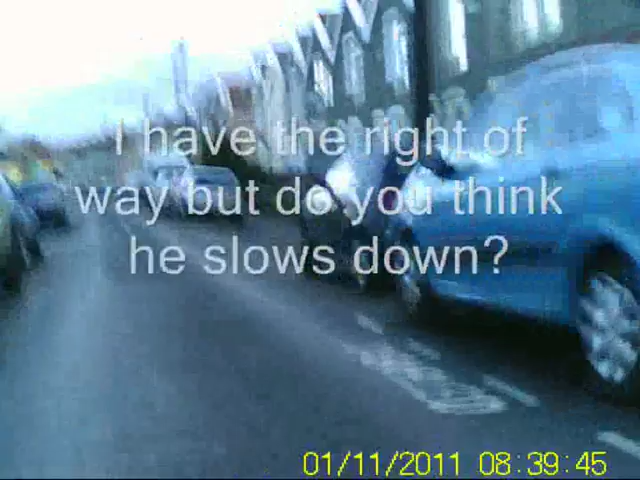 I have the right of
way but do you think
he slows down?
01/11/2011 08:39:45